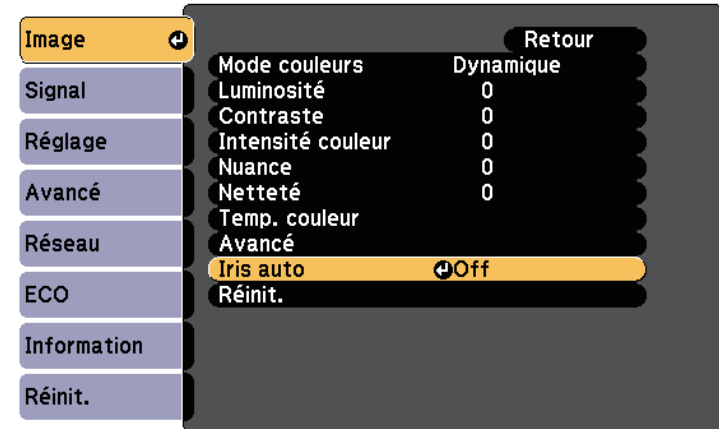 Image
Signal
Réglage
Avancé
Réseau
ECO
Information
Réinit.
Retour
Mode couleurs Dynamique
Luminosité 0
Contraste 0
Intensité couleur 0
Nuance 0
Netteté 0
Temp. couleur
Avancé
Iris auto Off
Réinit.